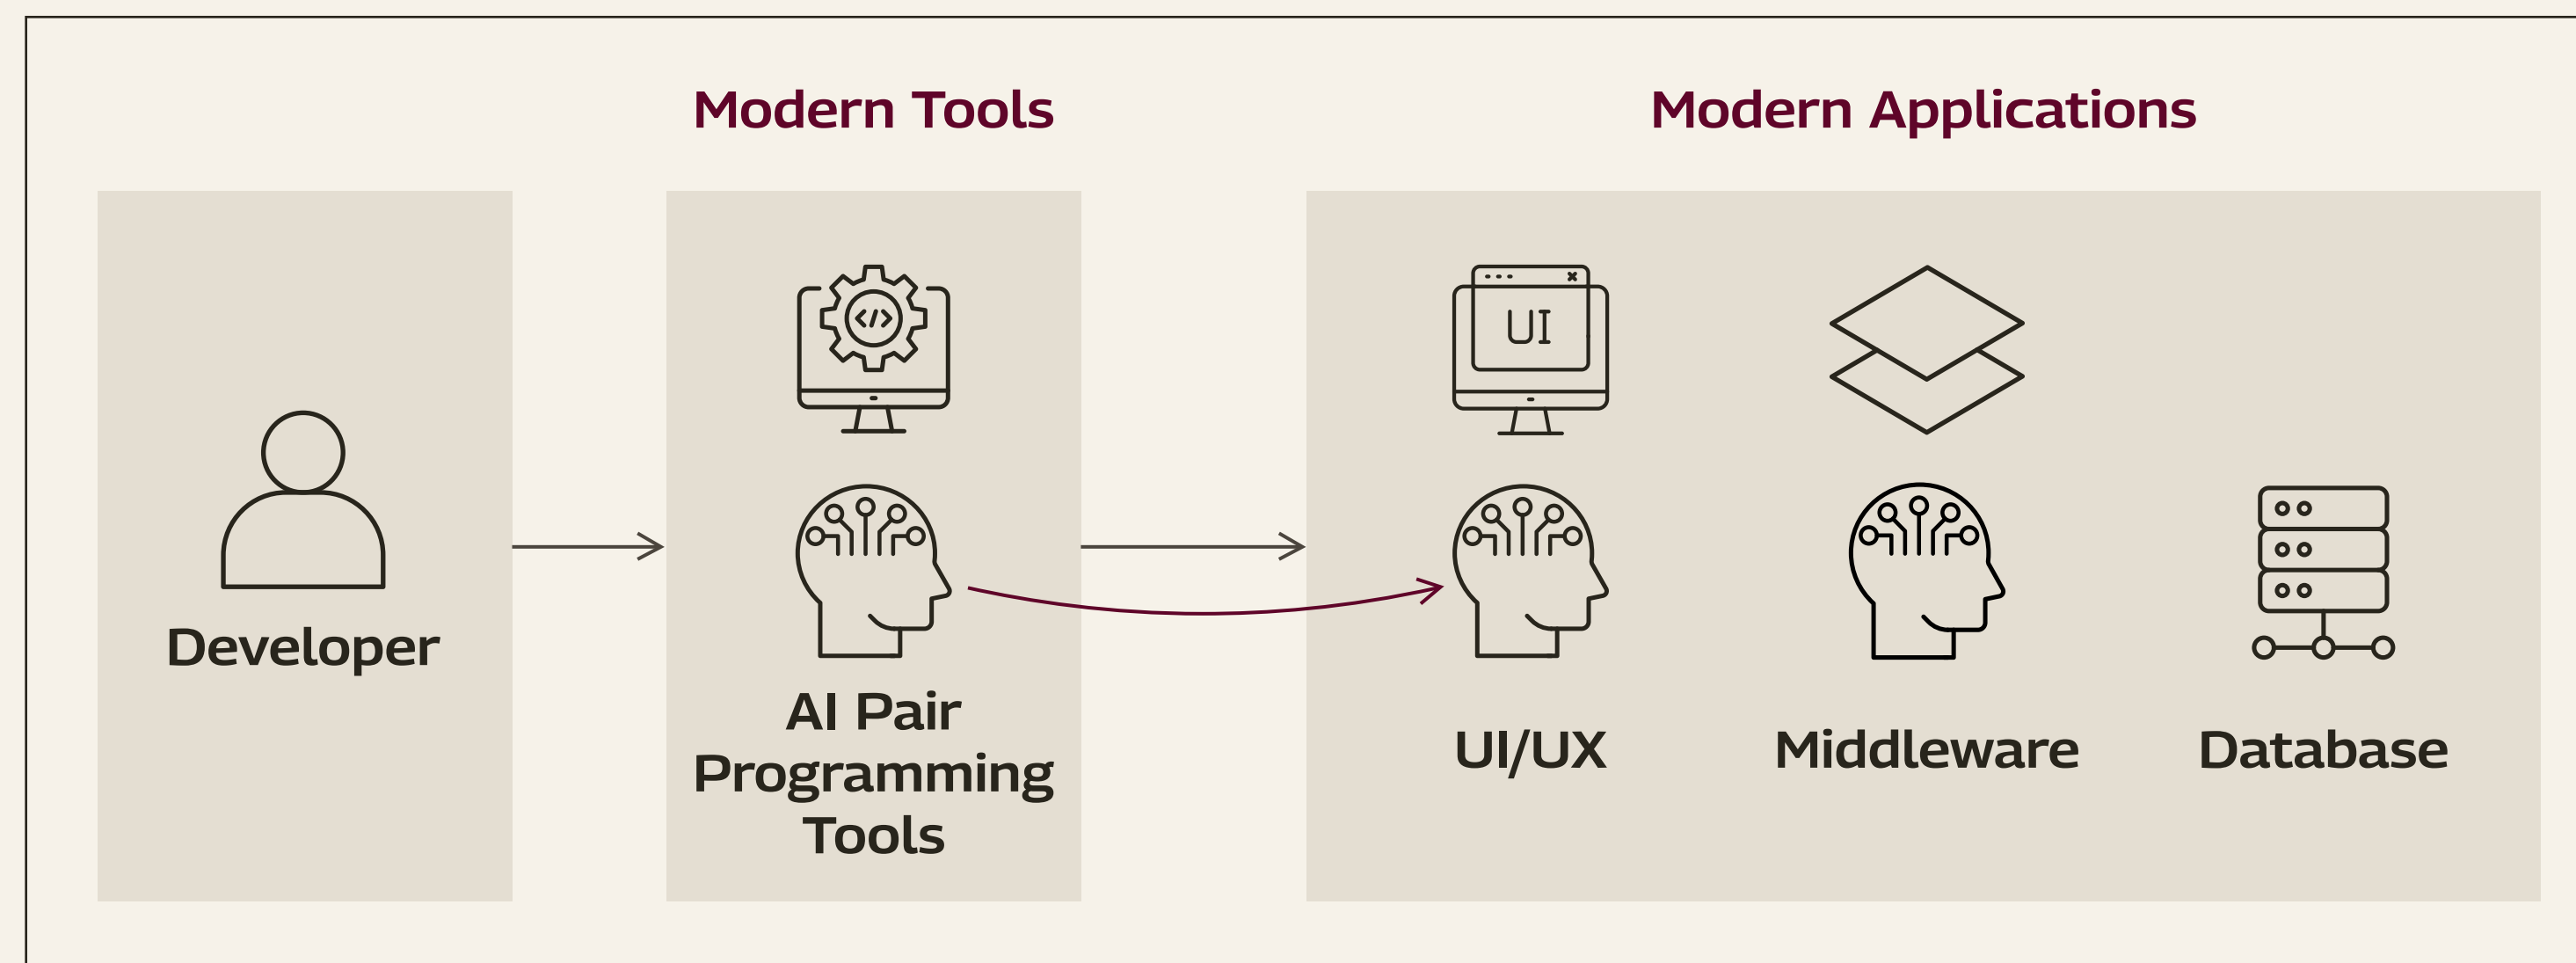 Modern Tools
Modern Applications
</>
UI
Developer
AI Pair
Programming
Tools
UI/UX
Middleware
Database